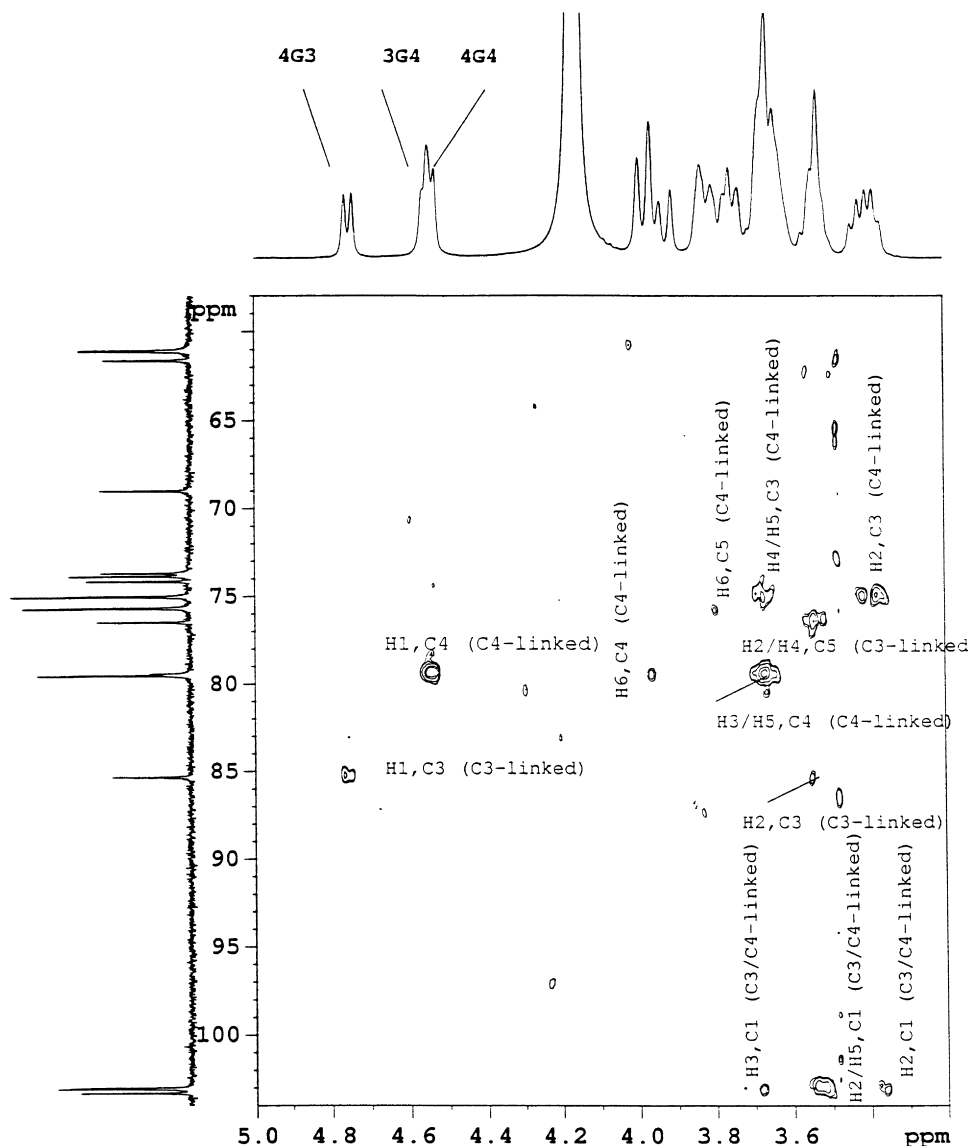 4G3 3G4 4G4
ppm
65
70
75
80
85
90
95
100
H6,C4 (C4-linked)
H6,C5 (C4-linked)
H4/H5,C3 (C4-linked)
H2,C3 (C4-linked)
H1,C4 (C4-linked)
H2/H4,C5 (C3-linked
H3/H5,C4 (C4-linked)
H1,C3 (C3-linked)
H2,C3 (C3-linked)
H3,C1 (C3/C4-linked)
H2/H5,C1 (C3/C4-linked)
H2,C1 (C3/C4-linked)
5.0 4.8 4.6 4.4 4.2 4.0 3.8 3.6 ppm